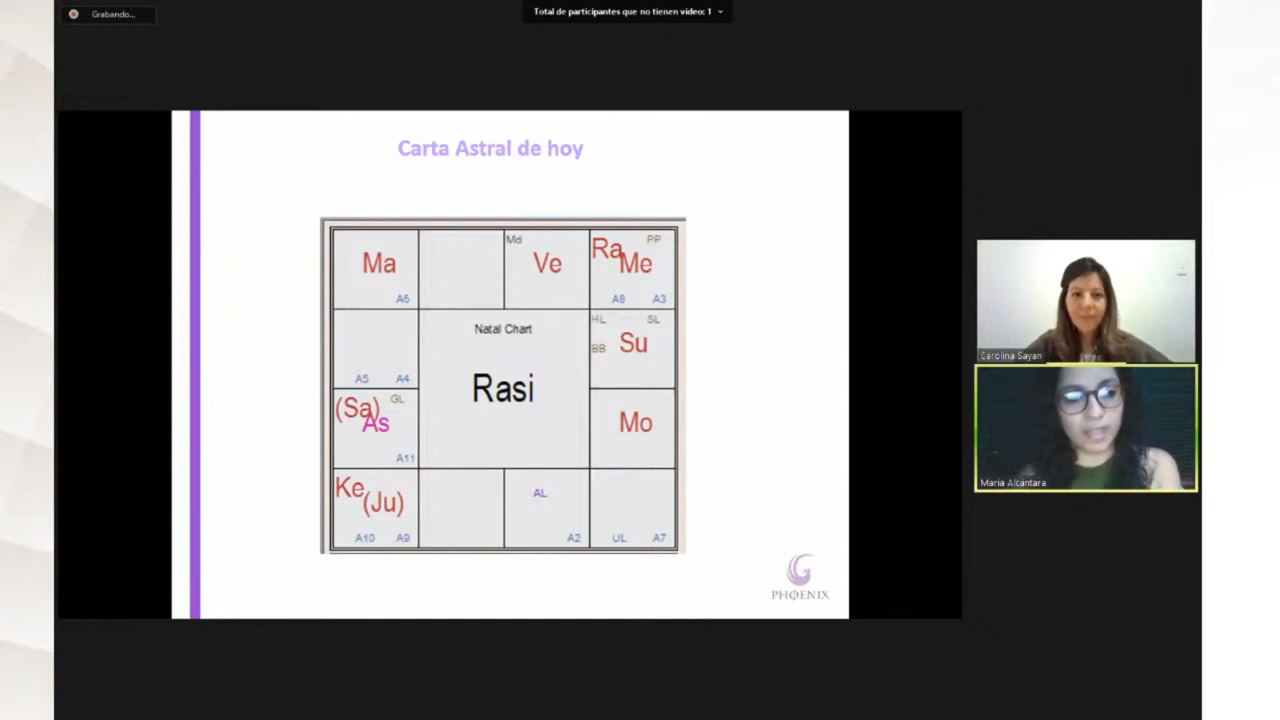 Grabando...
Total de participantes que no tienen video: 1
Carta Astral de hoy
Ma
A6
Md
Ve
Ra
PP
Me
A8 A3
A5 A4
Natal Chart
Rasi
HL SL
BB
Su
(Sa)
GL
As
A11
Mo
Ke
(Ju)
A10 A9
AL
A2
UL A7
PHOENIX
Carolina Sayan
María Alcántara